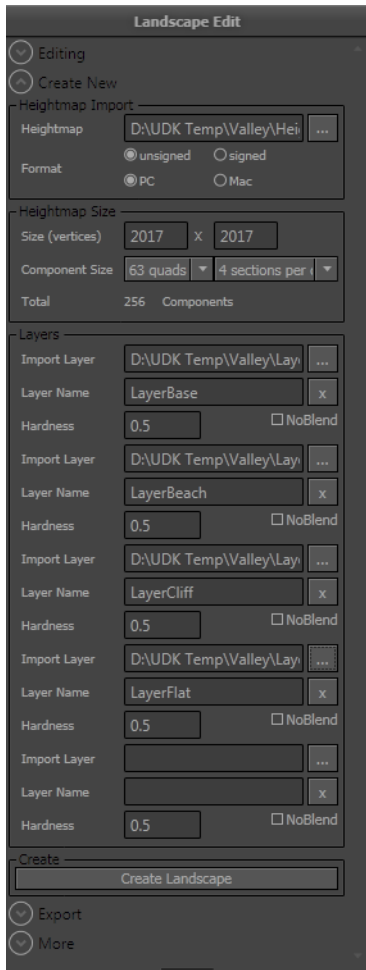 Landscape Edit
Editing
Create New
Heightmap Import
Heightmap D:\UDK Temp\Valley\Hei ...
Format unsigned signed
PC Mac
Heightmap Size
Size (vertices) 2017 x 2017
Component Size 63 quads 4 sections per
Total 256 Components
Layers
Import Layer D:\UDK Temp\Valley\Lay ...
Layer Name LayerBase x
Hardness 0.5 NoBlend
Import Layer D:\UDK Temp\Valley\Lay ...
Layer Name LayerBeach x
Hardness 0.5 NoBlend
Import Layer D:\UDK Temp\Valley\Lay ...
Layer Name LayerCliff x
Hardness 0.5 NoBlend
Import Layer D:\UDK Temp\Valley\Lay ...
Layer Name LayerFlat x
Hardness 0.5 NoBlend
Import Layer ...
Layer Name x
Hardness 0.5 NoBlend
Create
Create Landscape
Export
More